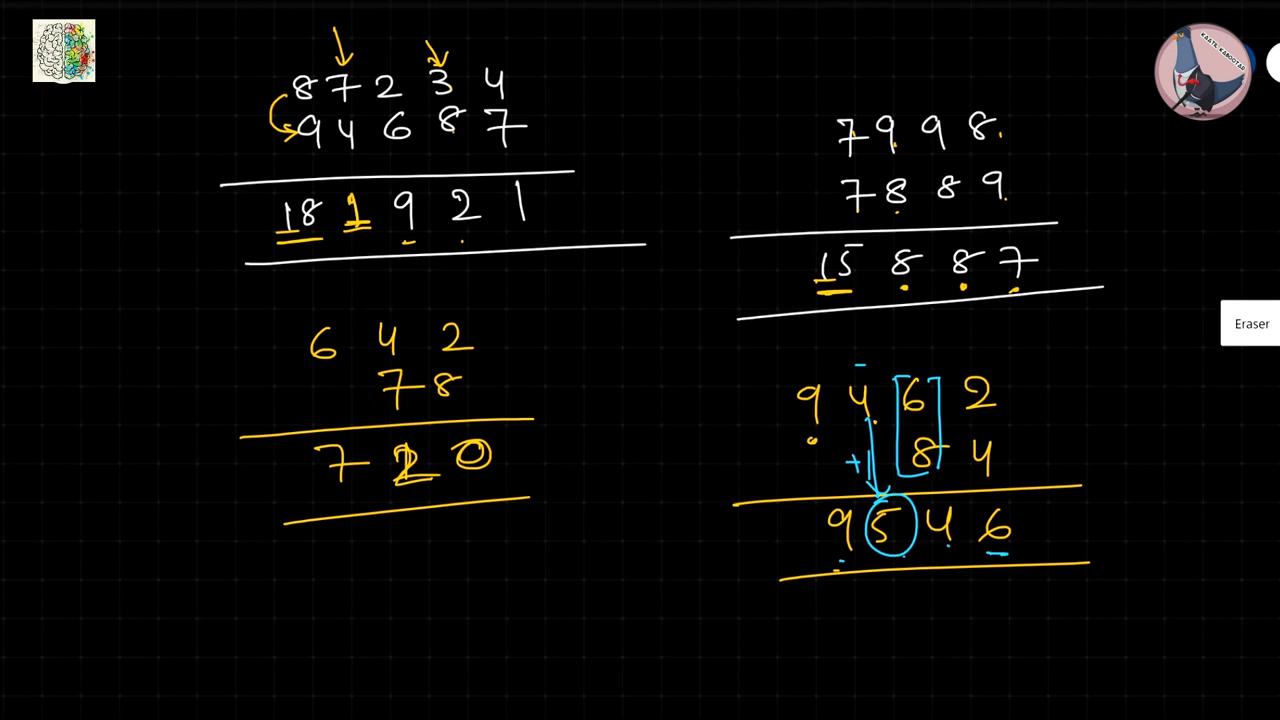 8 7 2 3 4
9 4 6 8 7
18 1 9 2 1
7 9 9 8
7 8 8 9
15 8 8 7
6 4 2
7 8
7 2 0
9 4 6 2
+1 8 4
9 5 4 6
KAATIL KABOOTAR
Eraser